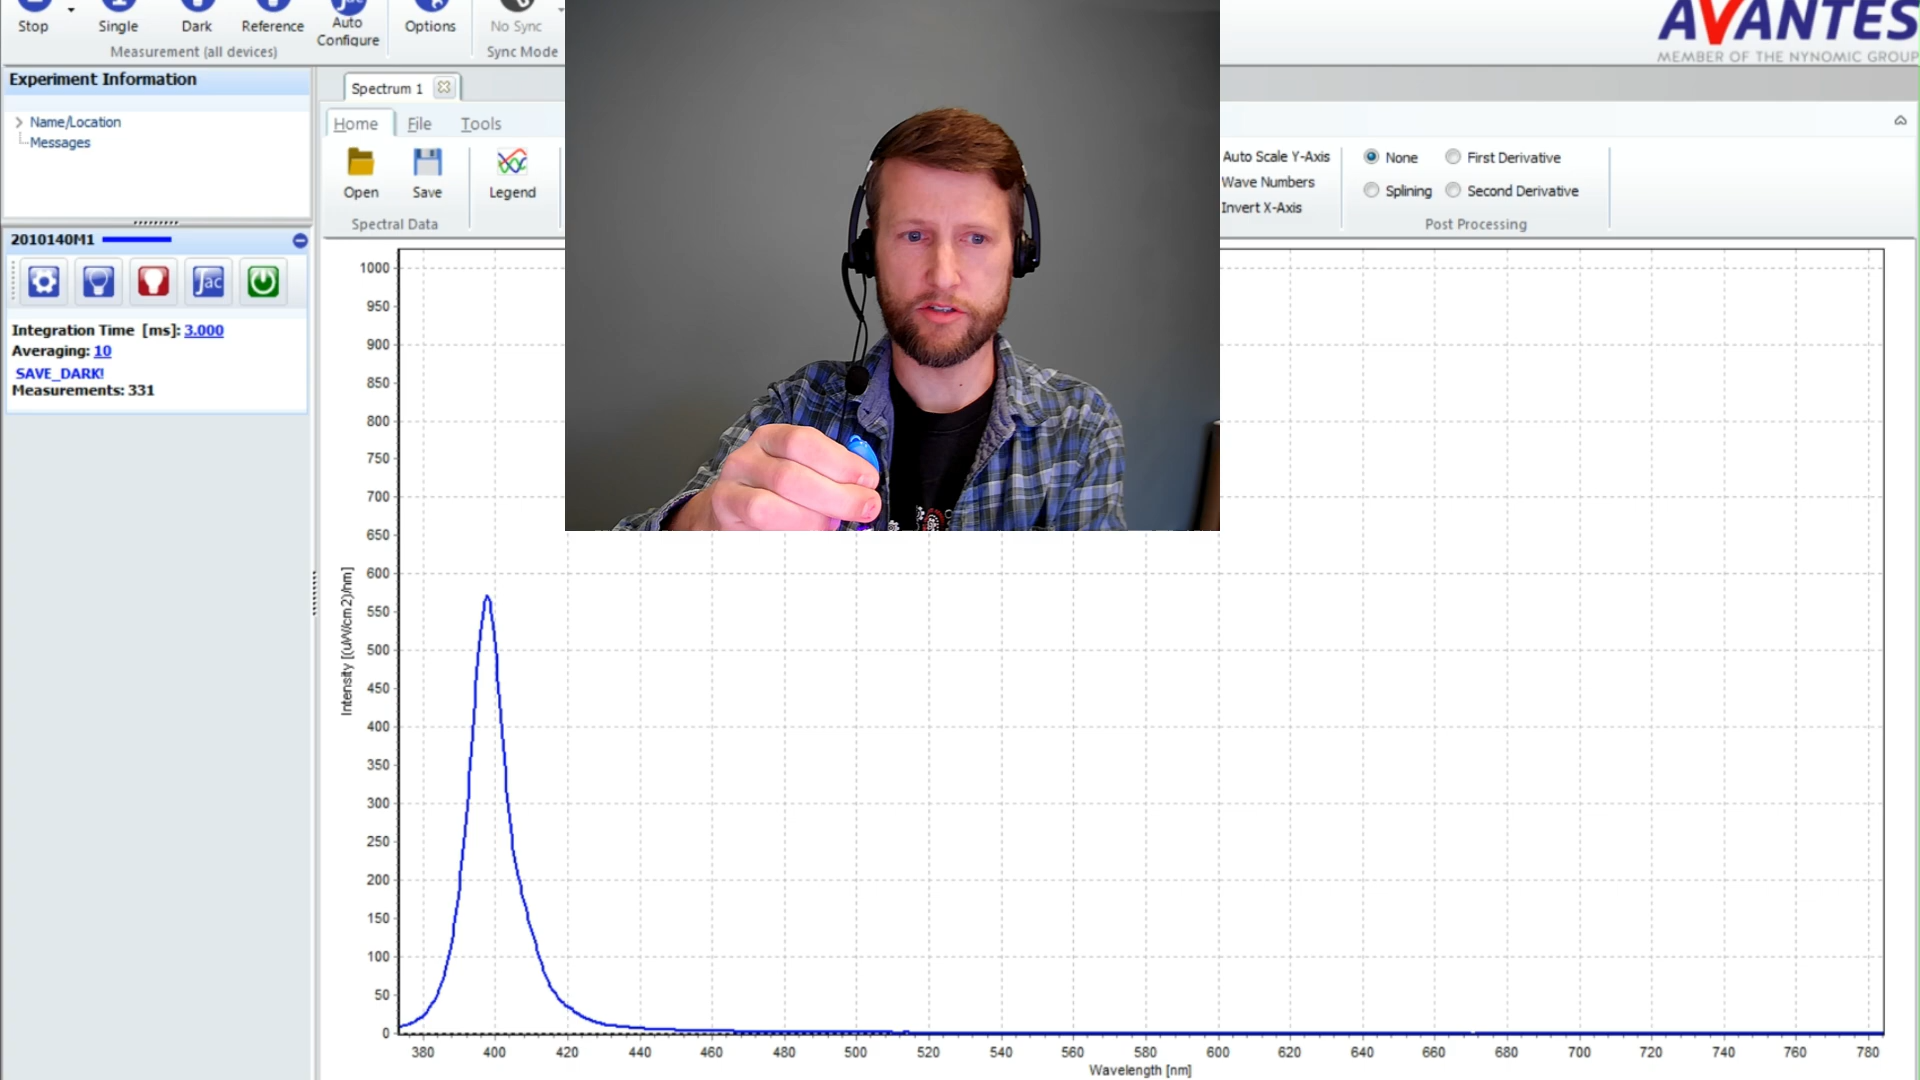 Stop
Single
Dark
Reference
Auto
Configure
Options
No Sync
Measurement (all devices)
Sync Mode
AVANTES
MEMBER OF THE NYNOMIC GROUP
Experiment Information
Name/Location
Messages
Spectrum 1
Home
File
Tools
Open
Save
Legend
Spectral Data
Auto Scale Y-Axis
Wave Numbers
Invert X-Axis
None
First Derivative
Splining
Second Derivative
Post Processing
2010140M1
Jac
Integration Time [ms]: 3.000
Averaging: 10
SAVE_DARK!
Measurements: 331
Intensity [(uW/cm2)/nm]
1000
950
900
850
800
750
700
650
600
550
500
450
400
350
300
250
200
150
100
50
0
380 400 420 440 460 480 500 520 540 560 580 600 620 640 660 680 700 720 740 760 780
Wavelength [nm]